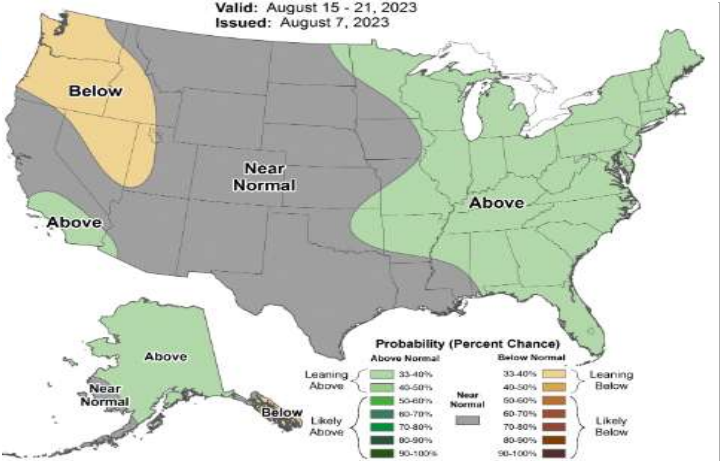 Valid: August 15 - 21, 2023
Issued: August 7, 2023
Below
Near
Normal
Above
Above
Above
Near
Normal
Below
Probability (Percent Chance)
Above Normal
Below Normal
Leaning
Above
33-40%
40-50%
Likely
Above
50-60%
60-70%
70-80%
80-90%
90-100%
Near
Normal
33-40%
40-50%
Leaning
Below
50-60%
60-70%
70-80%
80-90%
90-100%
Likely
Below